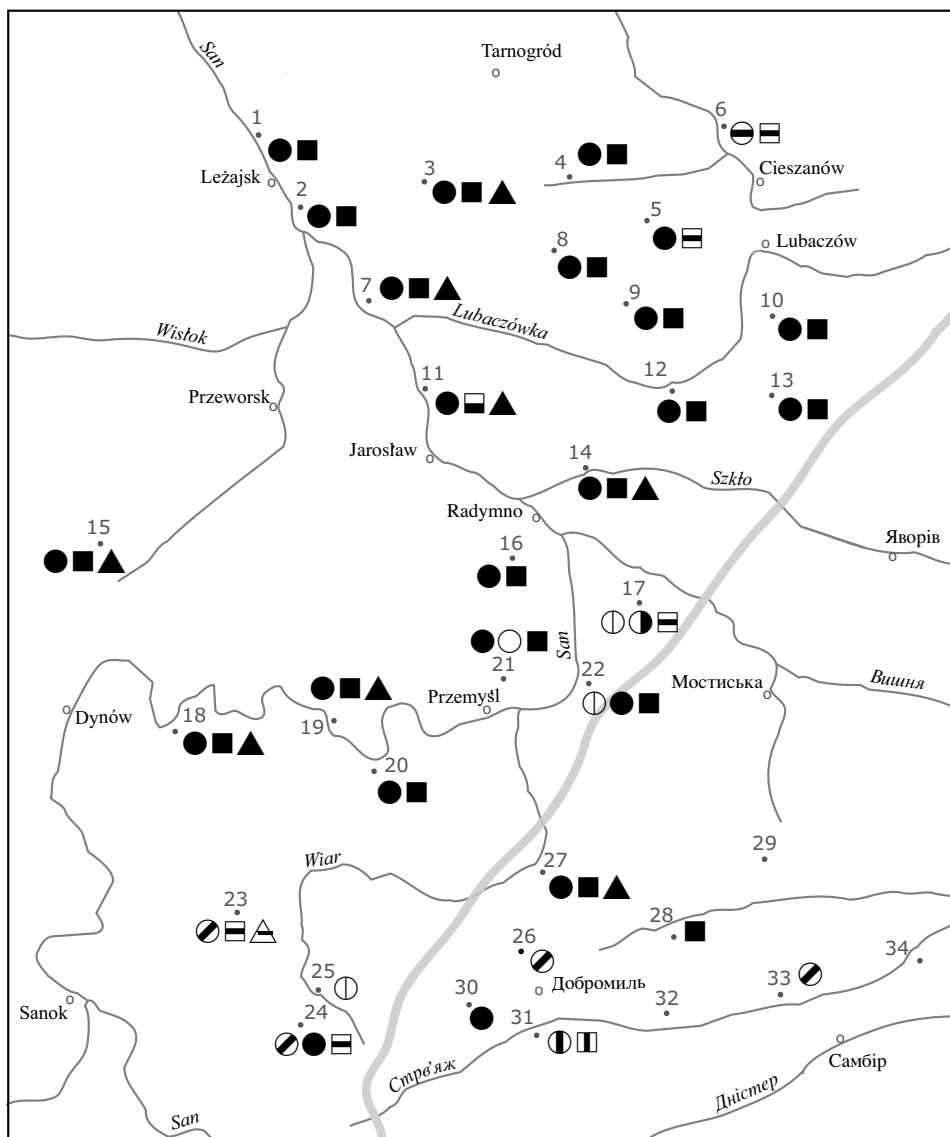 San
Tarnogród
1
6
3
4
Leżajsk
Cieszanów
2
5
8
Lubaczów
7
9
10
Lubaczówka
Wisłok
11
12
13
Przeworsk
Jarosław
14
Szkło
Radymno
15
16
Яворів
17
San
21
22
Мостиська
Вишня
Przemyśl
Dynów
18
19
20
29
Wiar
27
23
28
26
34
25
33
Добромиль
Sanok
30
32
24
31
Стрв'яж
Самбір
Дністер
San